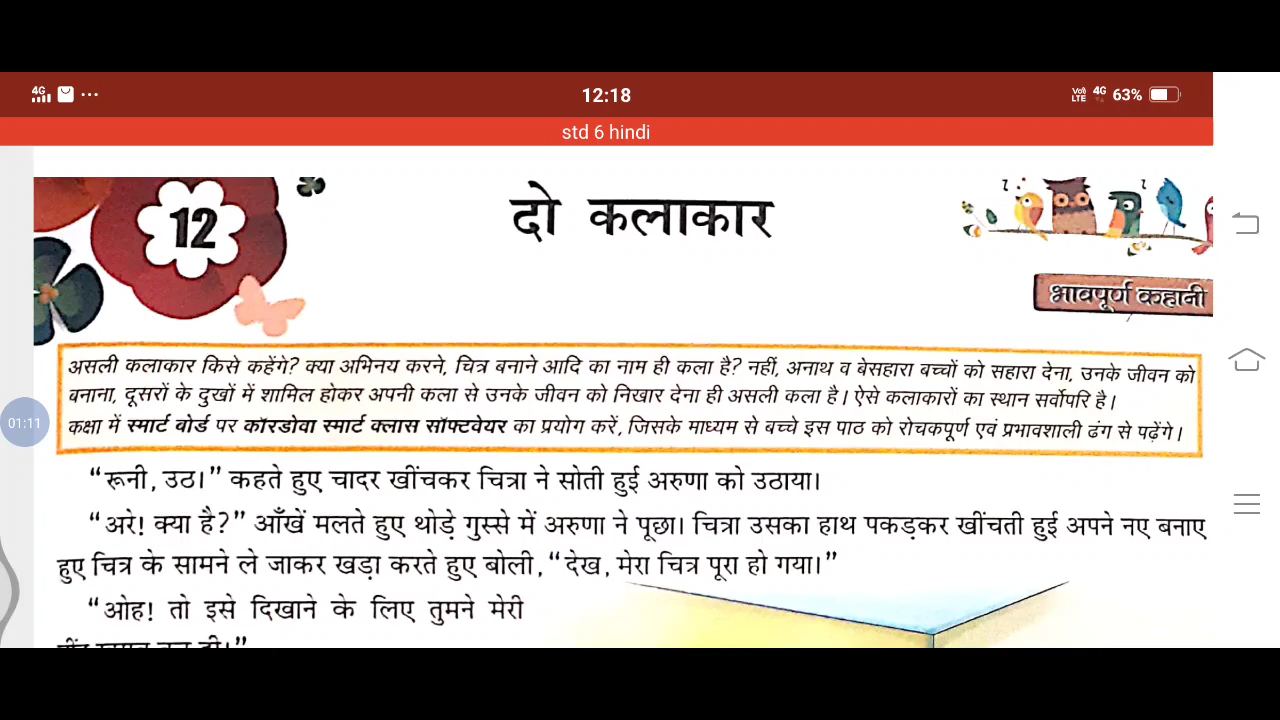 4G ... 12:18 VoD LTE 4G 63%
std 6 hindi
12
दो कलाकार
भावपूर्ण कहानी
असली कलाकार किसे कहेंगे? क्या अभिनय करने, चित्र बनाने आदि का नाम ही कला है? नहीं, अनाथ व बेसहारा बच्चों को सहारा देना, उनके जीवन को
बनाना, दूसरों के दुखों में शामिल होकर अपनी कला से उनके जीवन को निखार देना ही असली कला है। ऐसे कलाकारों का स्थान सर्वोपरि है।
01:11
कक्षा में स्मार्ट बोर्ड पर कॉरडोवा स्मार्ट क्लास सॉफ्टवेयर का प्रयोग करें, जिसके माध्यम से बच्चे इस पाठ को रोचकपूर्ण एवं प्रभावशाली ढंग से पढ़ेंगे।
“रूनी, उठ।” कहते हुए चादर खींचकर चित्रा ने सोती हुई अरुणा को उठाया।
“अरे! क्या है?” आँखें मलते हुए थोड़े गुस्से में अरुणा ने पूछा। चित्रा उसका हाथ पकड़कर खींचती हुई अपने नए बनाए
हुए चित्र के सामने ले जाकर खड़ा करते हुए बोली, “देख, मेरा चित्र पूरा हो गया।”
“ओह! तो इसे दिखाने के लिए तुमने मेरी